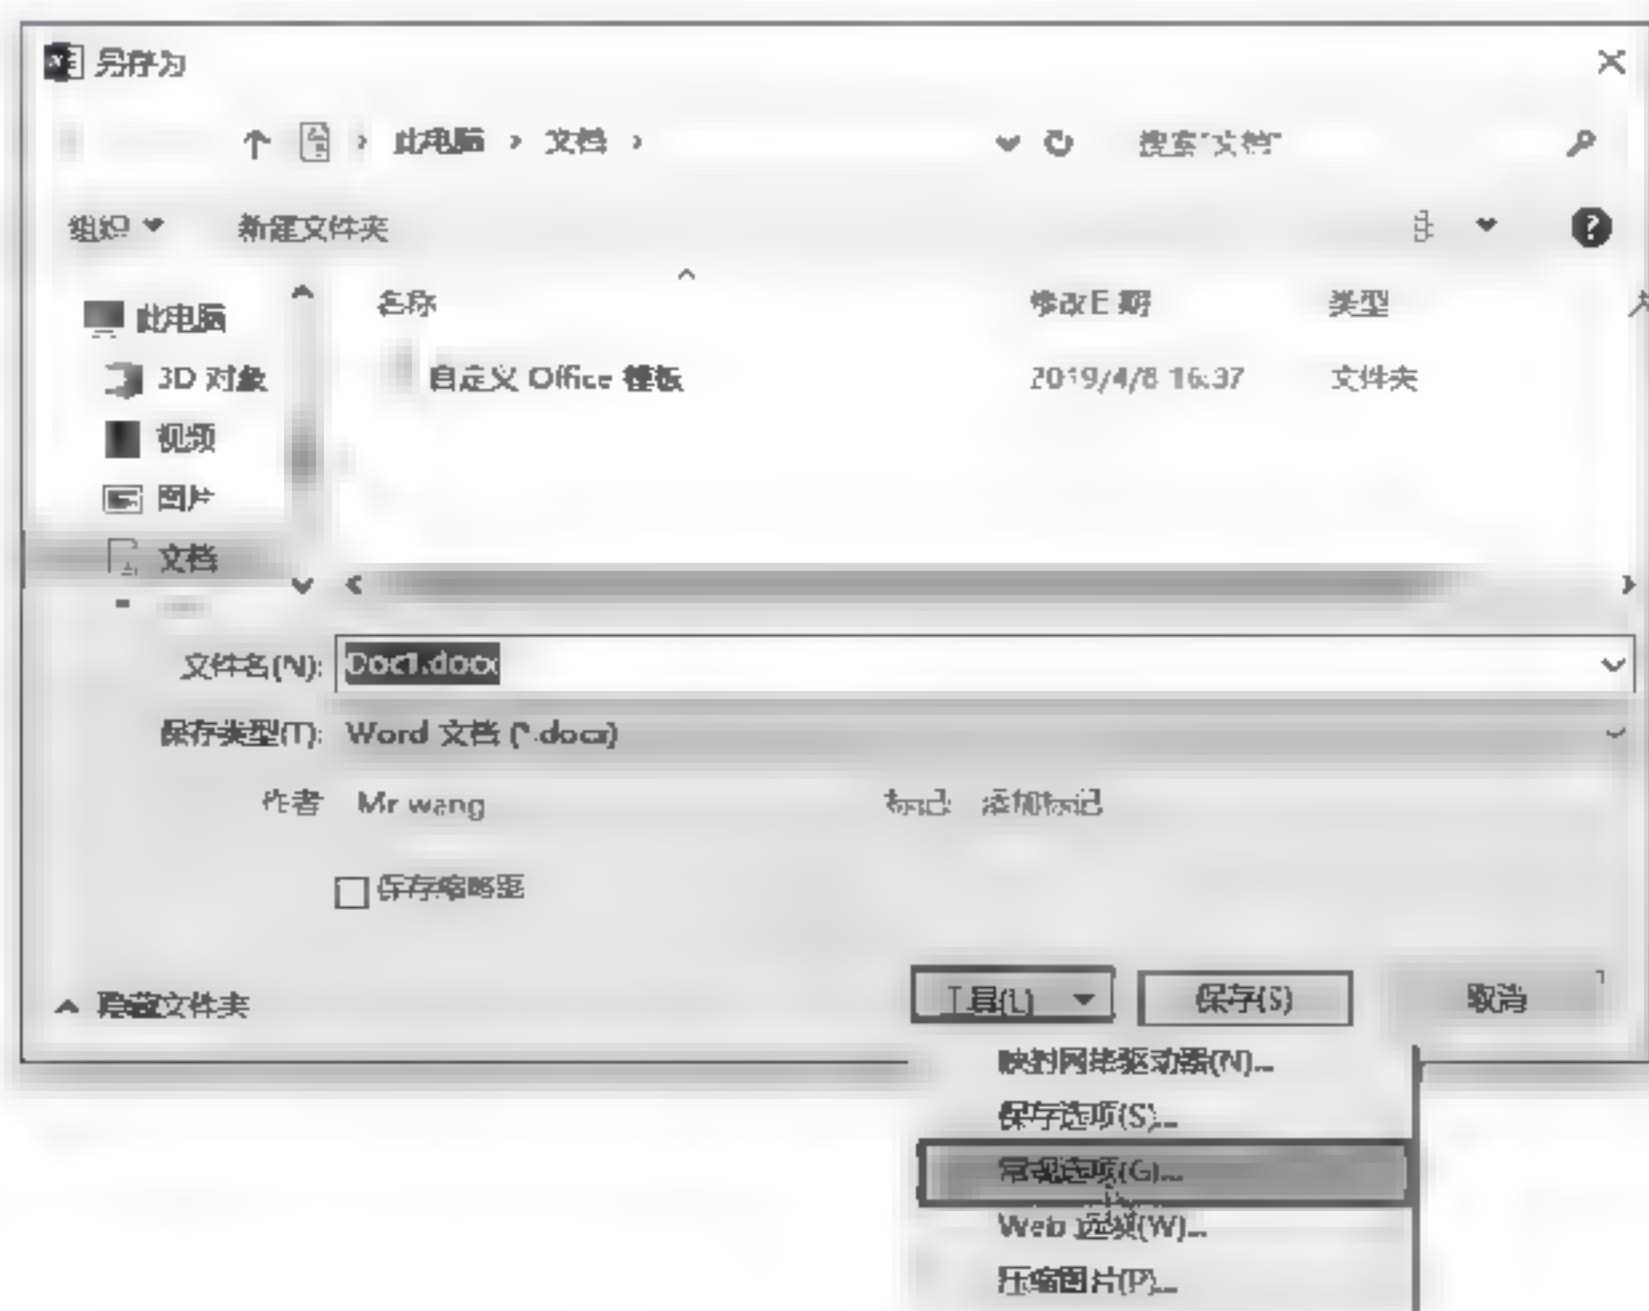 另存为
此电脑 › 文档 ›
搜索"文档"
组织
新建文件夹
名称
修改日期
类型
此电脑
3D 对象
视频
图片
文档
自定义 Office 模板
2019/4/8 16:37
文件夹
文件名(N):
Doc1.docx
保存类型(T):
Word 文档 (*.docx)
作者
Mr wang
标记:
添加标记
保存缩略图
隐藏文件夹
工具(L)
保存(S)
取消
映射网络驱动器(N)...
保存选项(S)...
常规选项(G)...
Web 选项(W)...
压缩图片(P)...